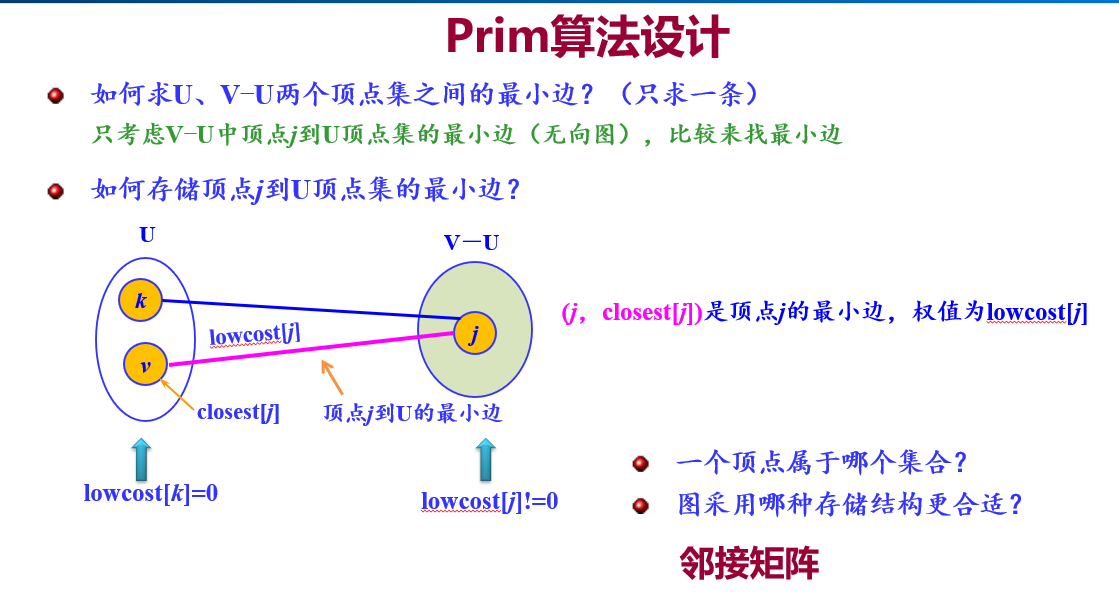 Prim算法设计
如何求U、V-U两个顶点集之间的最小边？（只求一条）
只考虑V-U中顶点j到U顶点集的最小边（无向图），比较来找最小边
如何存储顶点j到U顶点集的最小边？
U
V－U
k
(j，closest[j])是顶点j的最小边，权值为lowcost[j]
lowcost[j]
j
v
closest[j]
顶点j到U的最小边
一个顶点属于哪个集合？
lowcost[k]=0
lowcost[j]!=0
图采用哪种存储结构更合适？
邻接矩阵